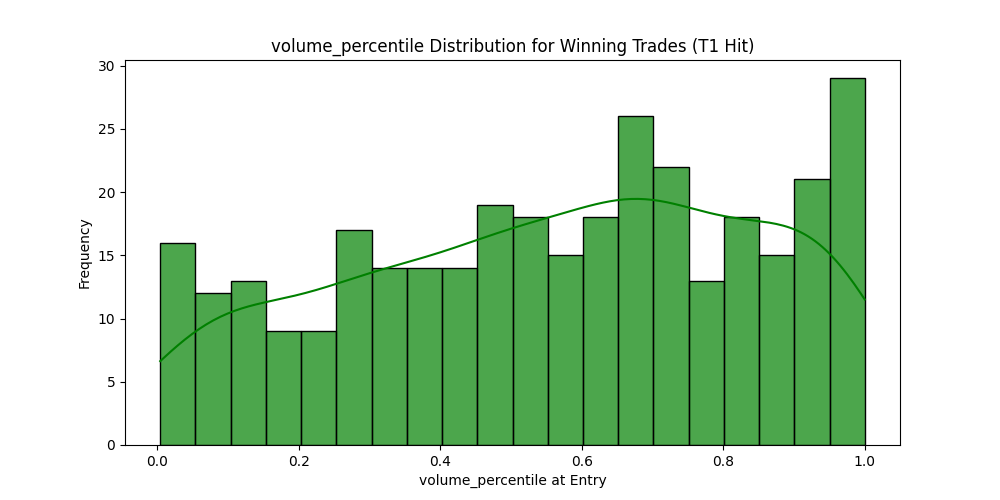 volume_percentile Distribution for Winning Trades (T1 Hit)
30
25
20
15
10
5
0
Frequency
0.0 0.2 0.4 0.6 0.8 1.0
volume_percentile at Entry